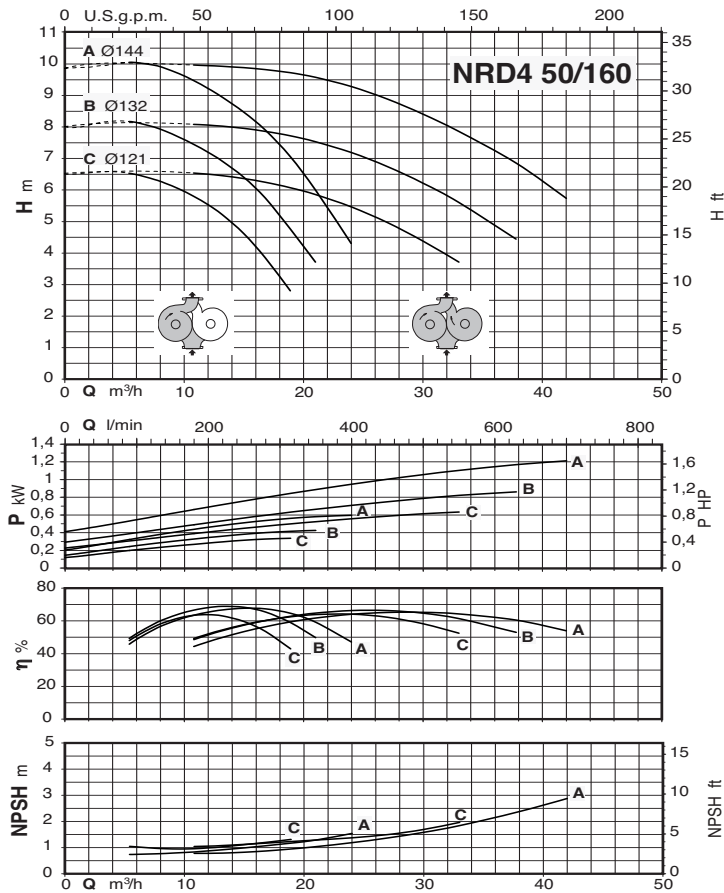 0 U.S.g.p.m. 50 100 150 200
11 10 9 8 7 6 5 4 3 2 1 0
H m
A Ø144
B Ø132
C Ø121
NRD4 50/160
30 20 10 5 0
H ft
0 Q m³/h 10 20 30 40 50
0 Q l/min 200 400 600 800
1,4 1,2 1 0,8 0,6 0,4 0,2 0
P kW
A
B
A C
B
C
1,6 1,2 0,8 0,4 0
P HP
80 60 40 20 0
η %
C B A C B A
5 4 3 2 1 0
NPSH m
C A C A
15 10 5 0
NPSH ft
0 Q m³/h 10 20 30 40 50